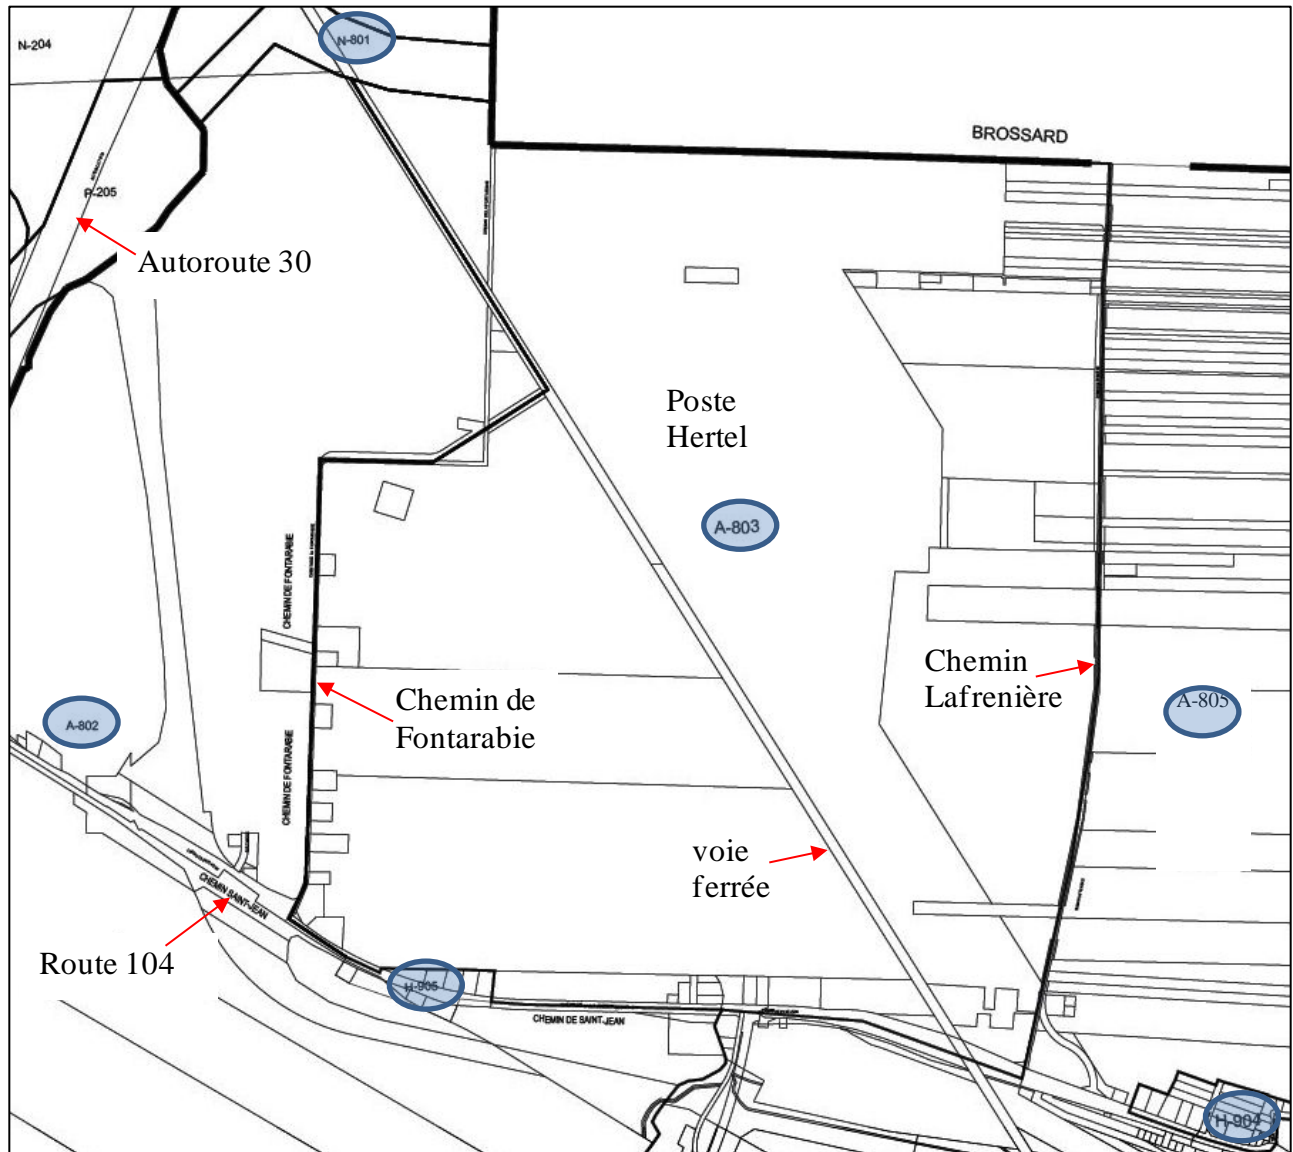 N-204
N-801
BROSSARD
P-205
Autoroute 30
Poste
Hertel
A-803
CHEMIN DE FONTARABIE
Chemin
Lafrenière
A-805
Chemin de
Fontarabie
A-802
CHEMIN DE FONTARABIE
voie
ferrée
CHEMIN SAINT-JEAN
Route 104
H-905
CHEMIN DE SAINT-JEAN
H-904